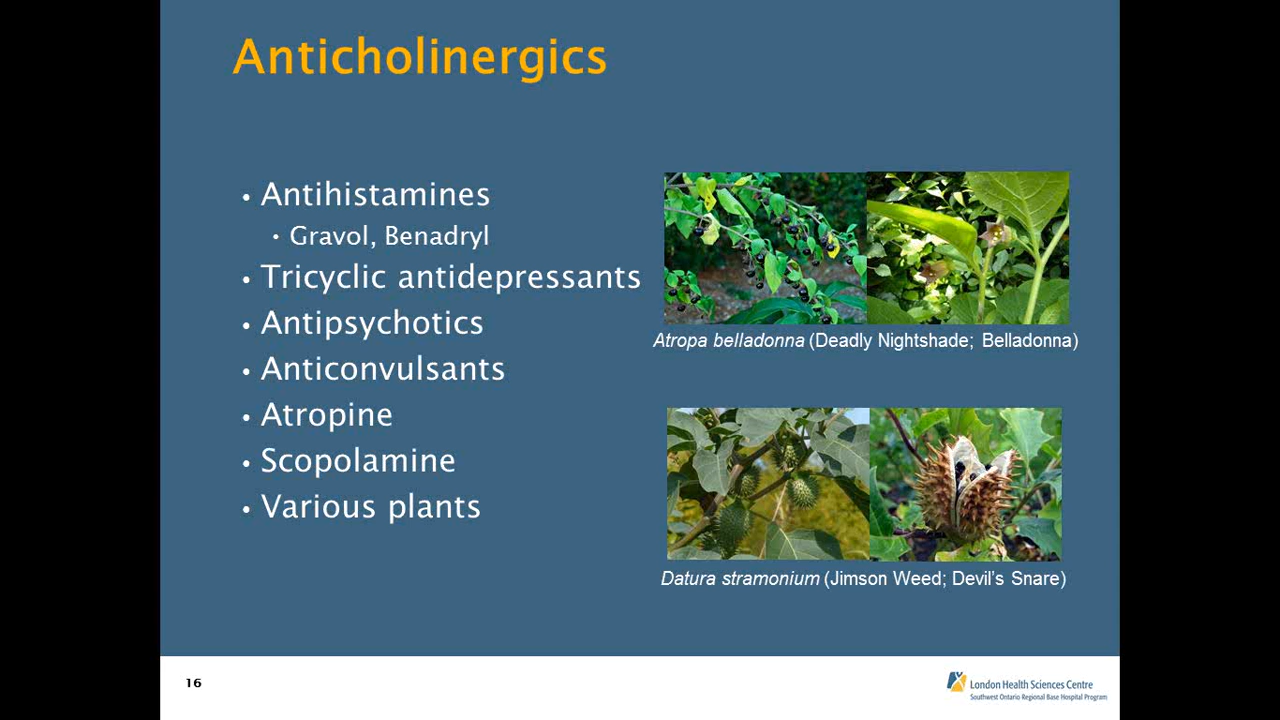 Anticholinergics
• Antihistamines
• Gravol, Benadryl
• Tricyclic antidepressants
• Antipsychotics
• Anticonvulsants
• Atropine
• Scopolamine
• Various plants
Atropa belladonna (Deadly Nightshade; Belladonna)
Datura stramonium (Jimson Weed; Devil's Snare)
16
London Health Sciences Centre
Southwest Ontario Regional Base Hospital Program